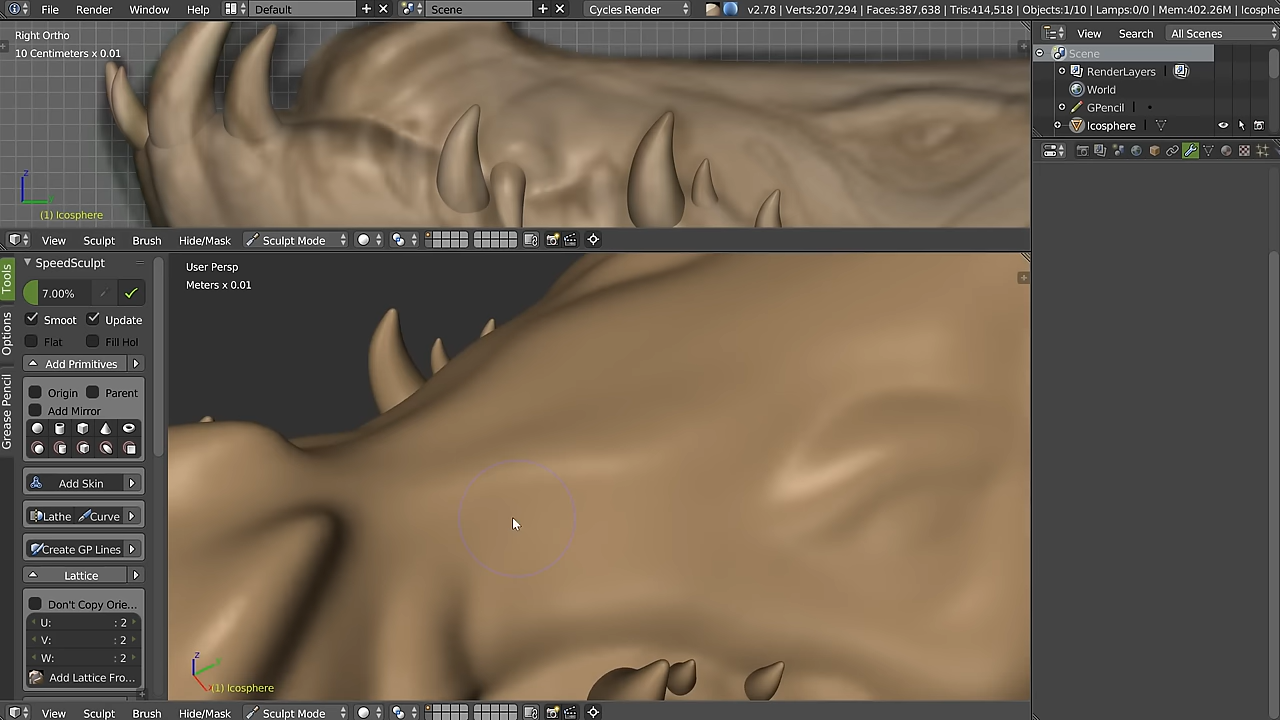 File Render Window Help Default Scene Cycles Render v2.78 | Verts:207,294 | Faces:387,638 | Tris:414,518 | Objects:1/10 | Lamps:0/0 | Mem:402.26M | Icosphe
Right Ortho
10 Centimeters x 0.01
z
(1) Icosphere
View Sculpt Brush Hide/Mask Sculpt Mode
View Search All Scenes
Scene
RenderLayers
World
GPencil
Icosphere
Tools
Options
Grease Pencil
SpeedSculpt
7.00%
Smoot Update
Flat Fill Hol
Add Primitives
Origin Parent
Add Mirror
Add Skin
Lathe Curve
Create GP Lines
Lattice
Don't Copy Orie...
U: : 2
V: : 2
W: : 2
Add Lattice Fro...
User Persp
Meters x 0.01
z
(1) Icosphere
View Sculpt Brush Hide/Mask Sculpt Mode